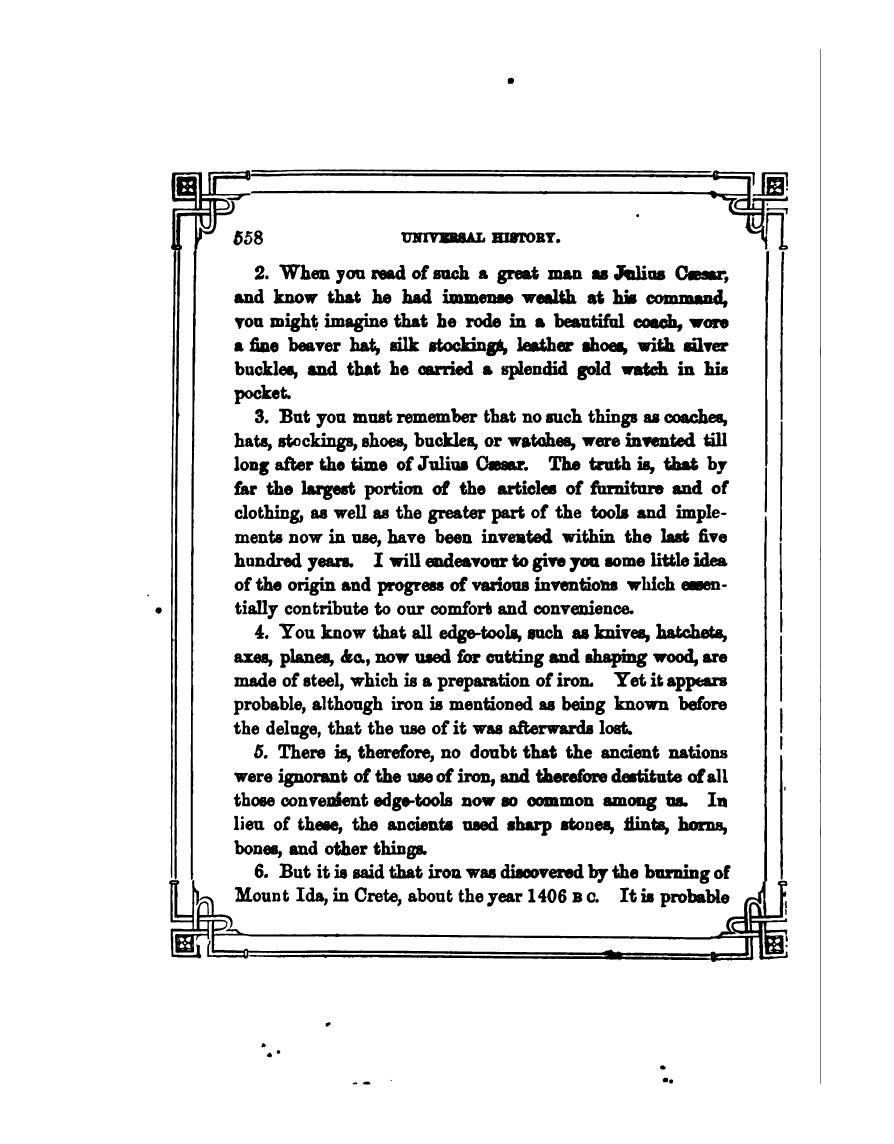 558 UNIVERSAL HISTORY.
2. When you read of such a great man as Julius Cæsar,
and know that he had immense wealth at his command,
you might imagine that he rode in a beautiful coach, wore
a fine beaver hat, silk stockings, leather shoes, with silver
buckles, and that he carried a splendid gold watch in his
pocket.
3. But you must remember that no such things as coaches,
hats, stockings, shoes, buckles, or watches, were invented till
long after the time of Julius Cæsar. The truth is, that by
far the largest portion of the articles of furniture and of
clothing, as well as the greater part of the tools and imple-
ments now in use, have been invented within the last five
hundred years. I will endeavour to give you some little idea
of the origin and progress of various inventions which essen-
tially contribute to our comfort and convenience.
4. You know that all edge-tools, such as knives, hatchets,
axes, planes, &c., now used for cutting and shaping wood, are
made of steel, which is a preparation of iron. Yet it appears
probable, although iron is mentioned as being known before
the deluge, that the use of it was afterwards lost.
5. There is, therefore, no doubt that the ancient nations
were ignorant of the use of iron, and therefore destitute of all
those convenient edge-tools now so common among us. In
lieu of these, the ancients used sharp stones, flints, horns,
bones, and other things.
6. But it is said that iron was discovered by the burning of
Mount Ida, in Crete, about the year 1406 B C. It is probable